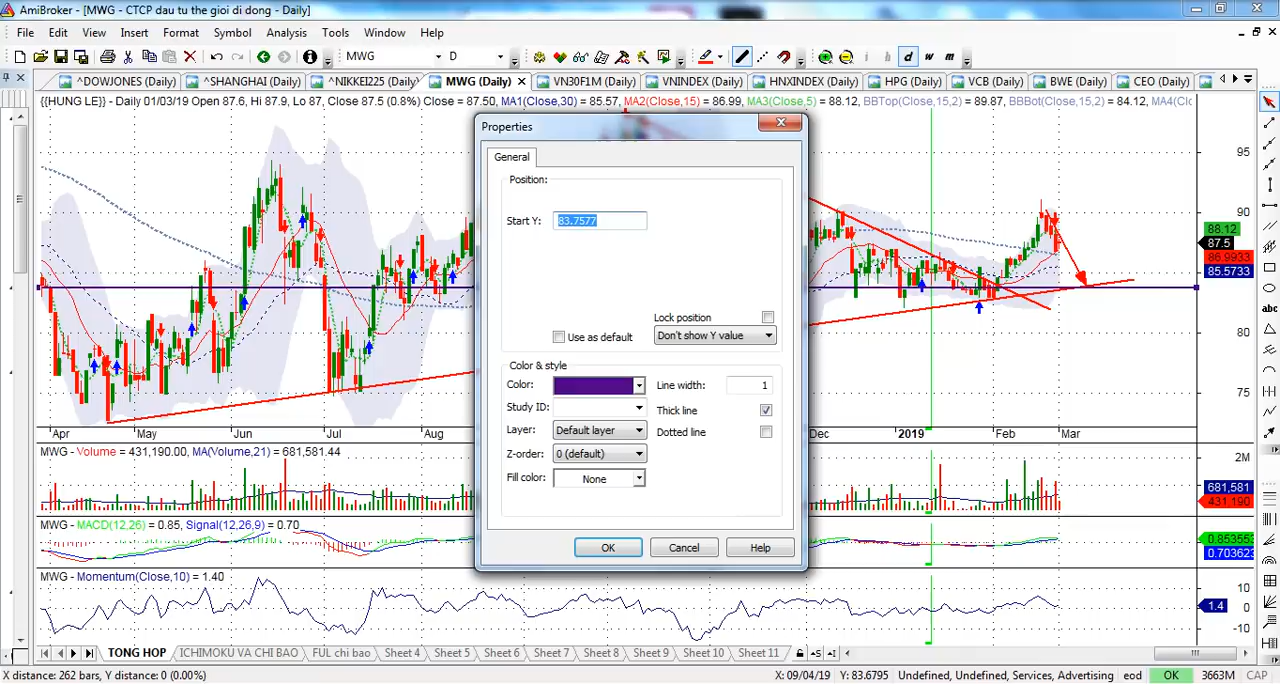 AmiBroker - [MWG - CTCP dau tu the gioi di dong - Daily]
File Edit View Insert Format Symbol Analysis Tools Window Help
MWG D i h d w m
^DOWJONES (Daily) ^SHANGHAI (Daily) ^NIKKEI225 (Daily) MWG (Daily) VN30F1M (Daily) VNINDEX (Daily) HNXINDEX (Daily) HPG (Daily) VCB (Daily) BWE (Daily) CEO (Daily)
{{HUNG LE}} - Daily 01/03/19 Open 87.6, Hi 87.9, Lo 87, Close 87.5 (0.8%) Close = 87.50, MA1(Close,30) = 85.57, MA2(Close,15) = 86.99, MA3(Close,5) = 88.12, BBTop(Close,15,2) = 89.87, BBBot(Close,15,2) = 84.12, MA4(Cl
Properties
General
Position:
Start Y: 83.7577
Lock position
Use as default
Don't show Y value
Color & style
Color:
Line width: 1
Study ID:
Thick line
Layer: Default layer
Dotted line
Z-order: 0 (default)
Fill color: None
OK Cancel Help
95
90
88.12
87.5
86.9933
85.5733
80
75
abc
Apr May Jun Jul Aug Dec 2019 Feb Mar
MWG - Volume = 431,190.00, MA(Volume,21) = 681,581.44
2M
681,581
431,190
MWG - MACD(12,26) = 0.85, Signal(12,26,9) = 0.70
0.853553
0.703623
MWG - Momentum(Close,10) = 1.40
10
1.4
0
-10
TONG HOP ICHIMOKU VA CHI BAO FUL chi bao Sheet 4 Sheet 5 Sheet 6 Sheet 7 Sheet 8 Sheet 9 Sheet 10 Sheet 11
X distance: 262 bars, Y distance: 0 (0.00%) X: 09/04/19 Y: 83.6795 Undefined, Undefined, Services, Advertising eod OK 3663M CAP